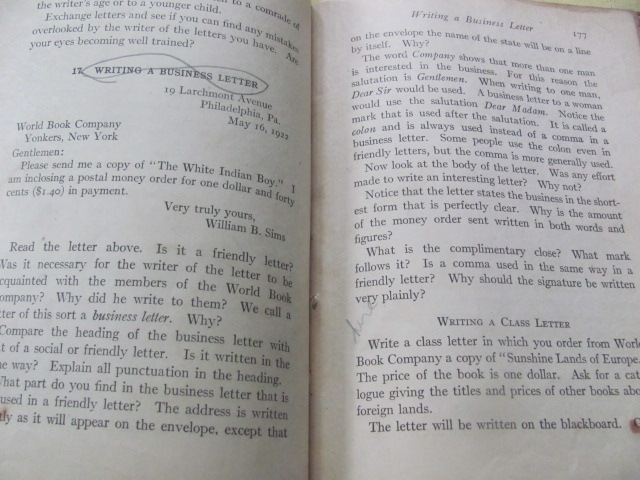 to a comrade of
the writer's age or to a younger child.
Exchange letters and see if you can find any mistakes
overlooked by the writer of the letters you have. Are
your eyes becoming well trained?
17. WRITING A BUSINESS LETTER
19 Larchmont Avenue
Philadelphia, Pa.
May 16, 1922
World Book Company
Yonkers, New York
Gentlemen:
Please send me a copy of "The White Indian Boy." I
am inclosing a postal money order for one dollar and forty
cents ($1.40) in payment.
Very truly yours,
William B. Sims
Read the letter above. Is it a friendly letter?
Was it necessary for the writer of the letter to be
cquainted with the members of the World Book
ompany? Why did he write to them? We call a
tter of this sort a business letter. Why?
Compare the heading of the business letter with
t of a social or friendly letter. Is it written in the
ne way? Explain all punctuation in the heading.
What part do you find in the business letter that is
used in a friendly letter? The address is written
tly as it will appear on the envelope, except that
Writing a Business Letter 177
on the envelope the name of the state will be on a line
by itself. Why?
The word Company shows that more than one man
is interested in the business. For this reason the
salutation is Gentlemen. When writing to one man,
Dear Sir would be used. A business letter to a woman
would use the salutation Dear Madam. Notice the
mark that is used after the salutation. It is called a
colon and is always used instead of a comma in a
business letter. Some people use the colon even in
friendly letters, but the comma is more generally used.
Now look at the body of the letter. Was any effort
made to write an interesting letter? Why not?
Notice that the letter states the business in the short-
est form that is perfectly clear. Why is the amount
of the money order sent written in both words and
figures?
What is the complimentary close? What mark
follows it? Is a comma used in the same way in a
friendly letter? Why should the signature be written
very plainly?
WRITING A CLASS LETTER
Write a class letter in which you order from World
Book Company a copy of "Sunshine Lands of Europe.
The price of the book is one dollar. Ask for a cat
logue giving the titles and prices of other books abo
foreign lands.
The letter will be written on the blackboard.